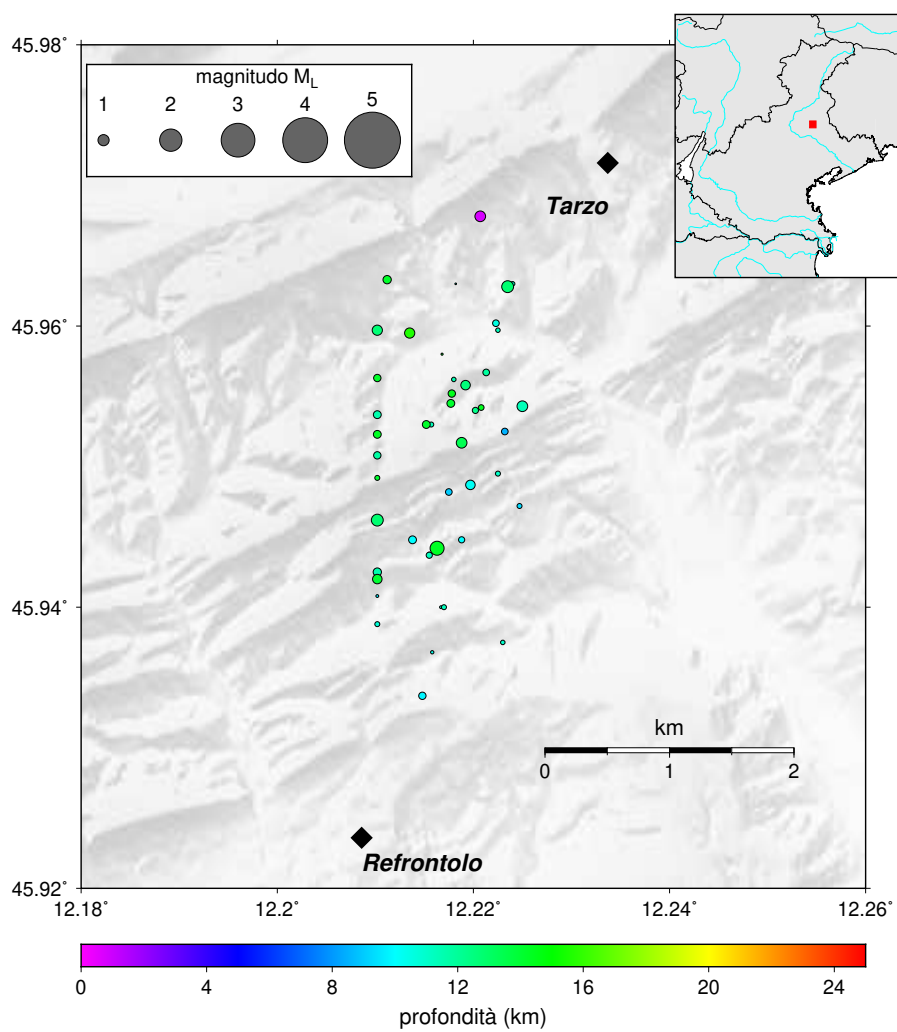 45.98˚
magnitudo M_L
1 2 3 4 5
Tarzo
45.96˚
45.94˚
km
0 1 2
Refrontolo
45.92˚
12.18˚ 12.2˚ 12.22˚ 12.24˚ 12.26˚
0 4 8 12 16 20 24
profondità (km)